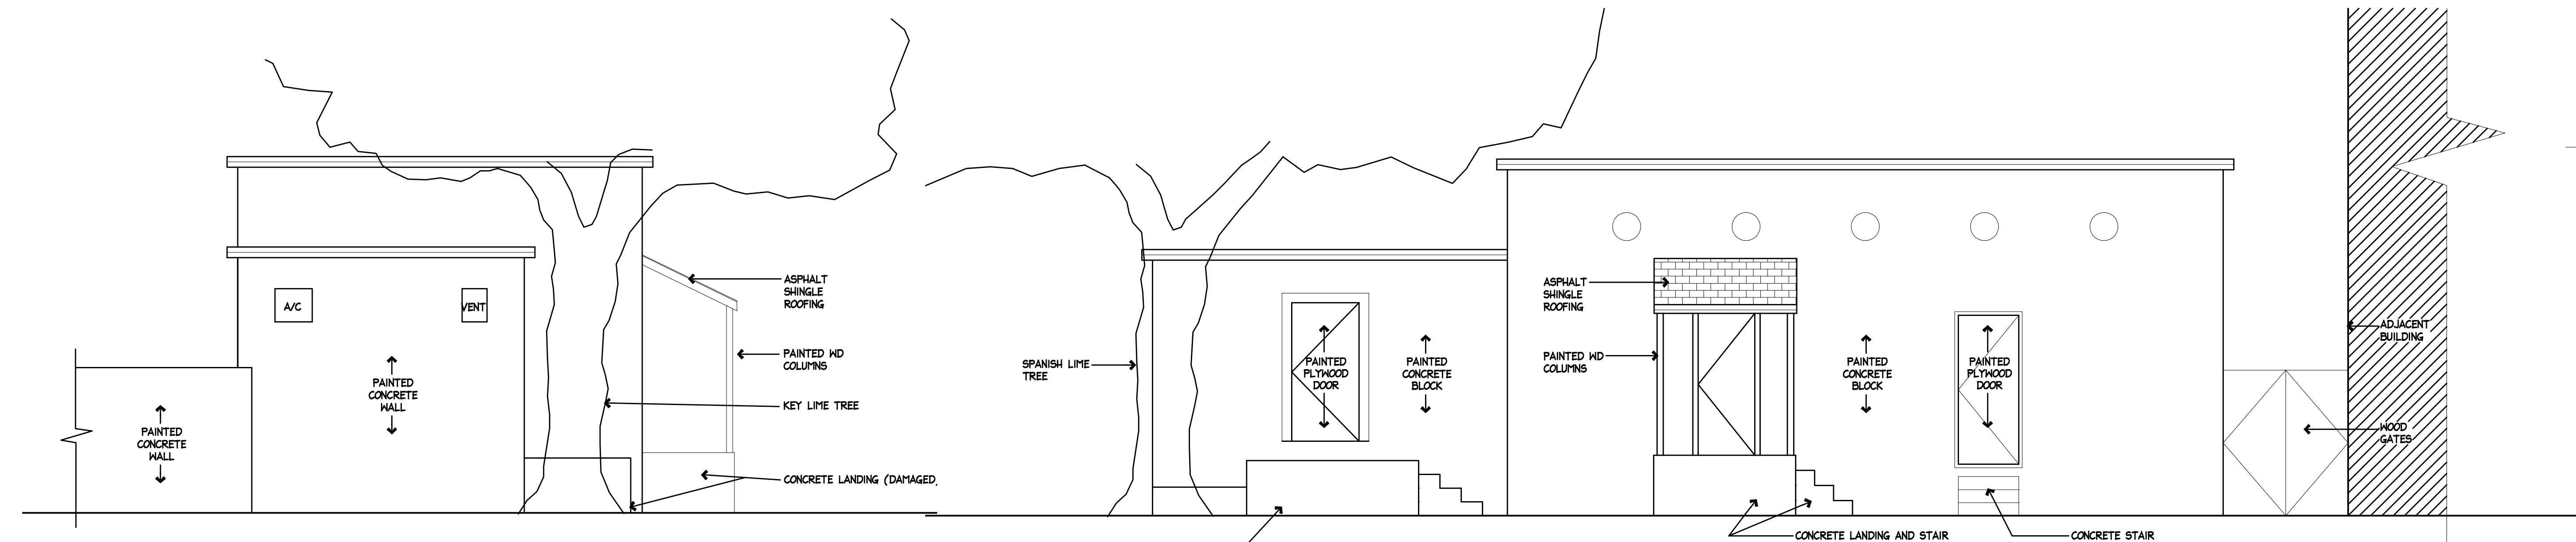 A/C
VENT
PAINTED
CONCRETE
WALL
PAINTED
CONCRETE
WALL
ASPHALT
SHINGLE
ROOFING
PAINTED WD
COLUMNS
KEY LIME TREE
CONCRETE LANDING (DAMAGED
SPANISH LIME
TREE
PAINTED
PLYWOOD
DOOR
PAINTED
CONCRETE
BLOCK
ASPHALT
SHINGLE
ROOFING
PAINTED WD
COLUMNS
PAINTED
CONCRETE
BLOCK
PAINTED
PLYWOOD
DOOR
ADJACENT
BUILDING
WOOD
GATES
CONCRETE LANDING AND STAIR
CONCRETE STAIR